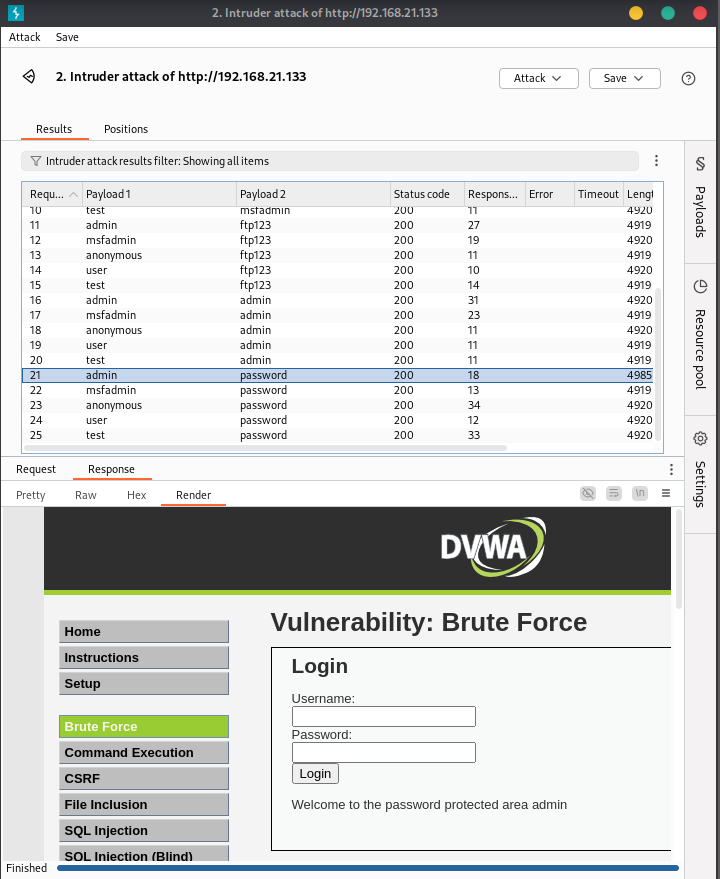 2. Intruder attack of http://192.168.21.133
Attack Save
2. Intruder attack of http://192.168.21.133
Attack Save
Results Positions
Intruder attack results filter: Showing all items
Requ... Payload 1 Payload 2 Status code Respons... Error Timeout Lengt
10 test msfadmin 200 11 4920
11 admin ftp123 200 27 4919
12 msfadmin ftp123 200 19 4920
13 anonymous ftp123 200 11 4919
14 user ftp123 200 10 4920
15 test ftp123 200 14 4919
16 admin admin 200 31 4920
17 msfadmin admin 200 23 4919
18 anonymous admin 200 11 4920
19 user admin 200 11 4919
20 test admin 200 11 4919
21 admin password 200 18 4985
22 msfadmin password 200 13 4919
23 anonymous password 200 34 4920
24 user password 200 12 4920
25 test password 200 33 4920
Payloads
Resource pool
Settings
Request Response
Pretty Raw Hex Render
\n
DVWA
Home
Instructions
Setup
Brute Force
Command Execution
CSRF
File Inclusion
SQL Injection
SQL Injection (Blind)
Vulnerability: Brute Force
Login
Username:
Password:
Login
Welcome to the password protected area admin
Finished